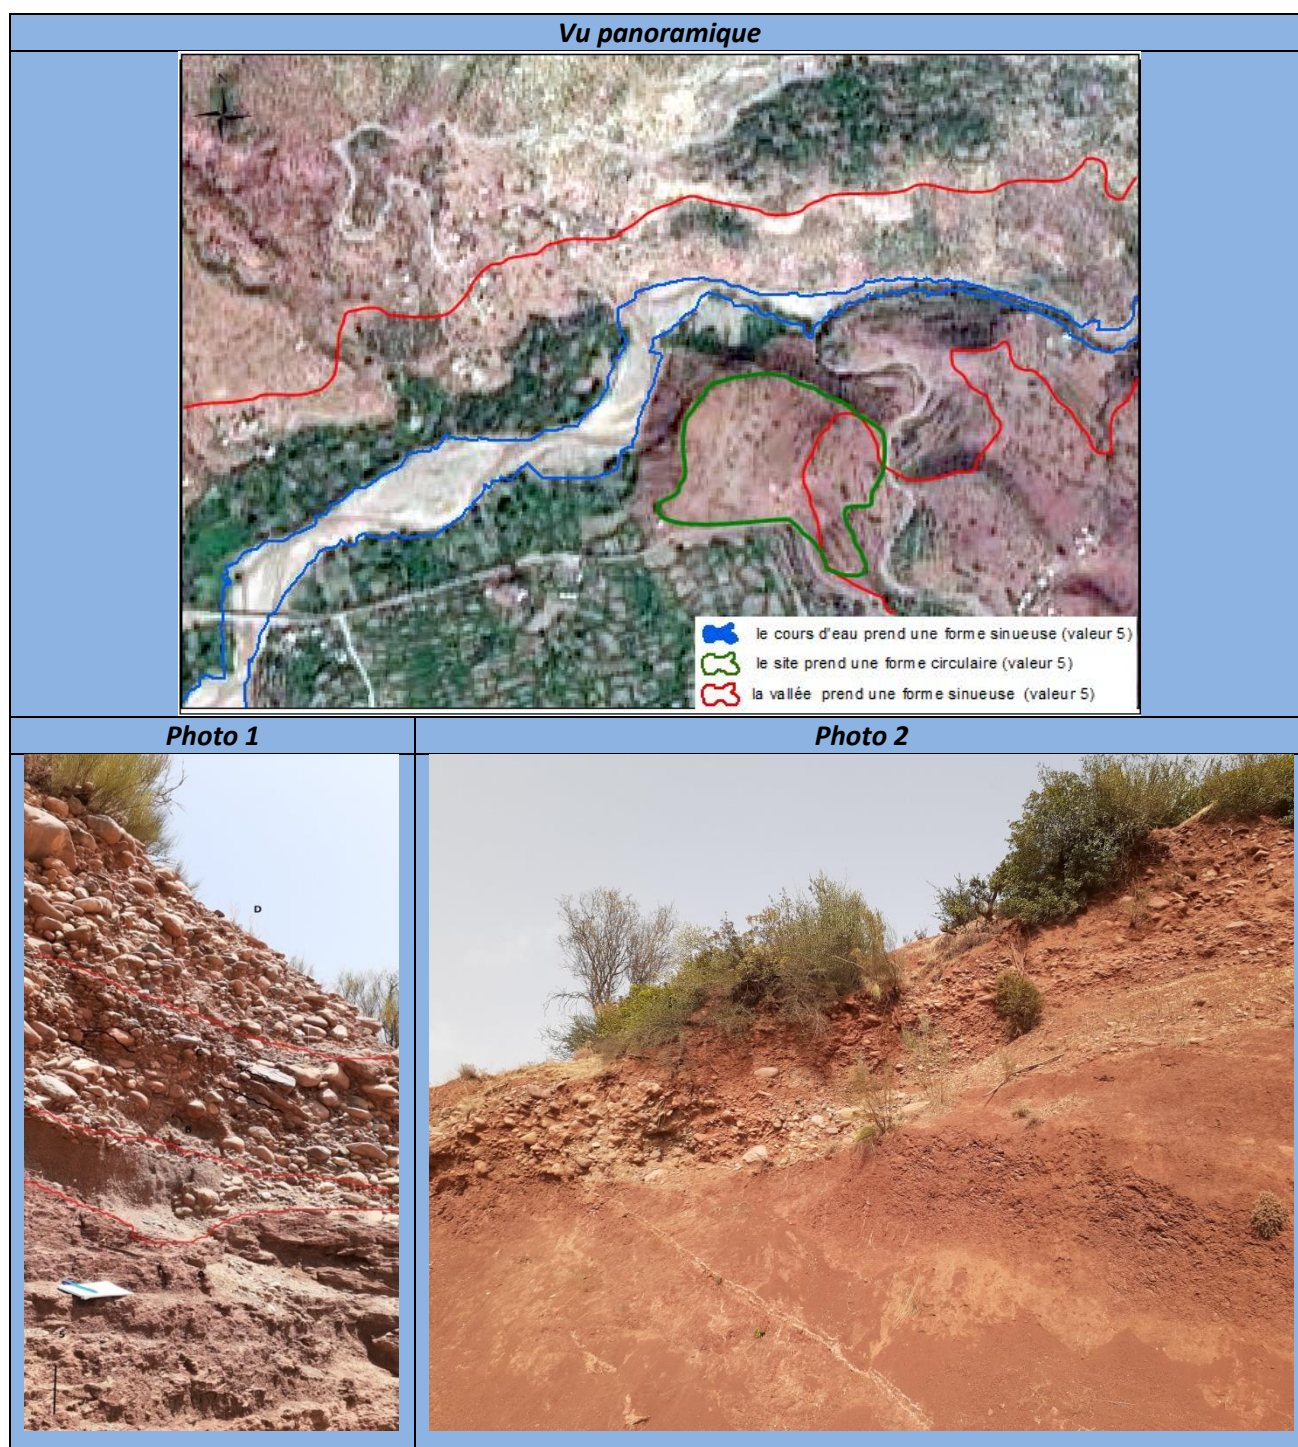 Vu panoramique
N
le cours d'eau prend une forme sinueuse (valeur 5)
le site prend une forme circulaire (valeur 5)
la vallée prend une forme sinueuse (valeur 5)
Photo 1
Photo 2
D